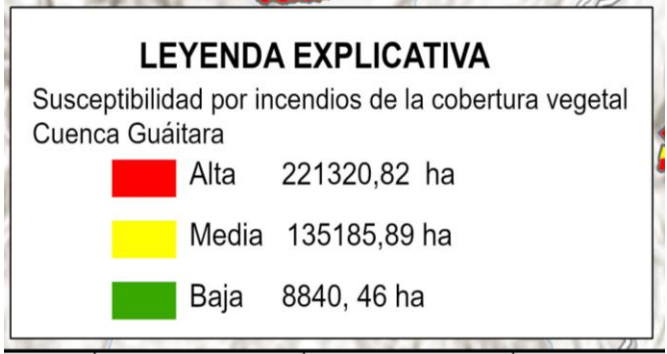 LEYENDA EXPLICATIVA
Susceptibilidad por incendios de la cobertura vegetal
Cuenca Guáitara
Alta 221320,82 ha
Media 135185,89 ha
Baja 8840, 46 ha